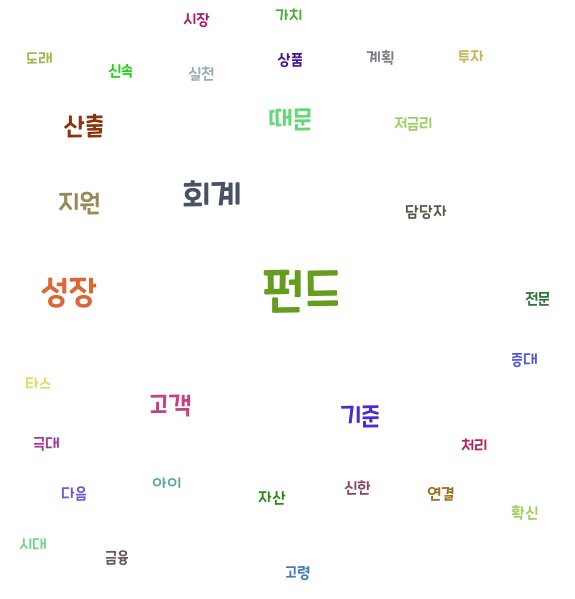 시장
가치
도래
신속
실천
상품
계획
투자
산출
때문
저금리
지원
회계
담당자
성장
펀드
전문
증대
타스
고객
기준
극대
처리
다음
아이
자산
신한
연결
확신
시대
금융
고령